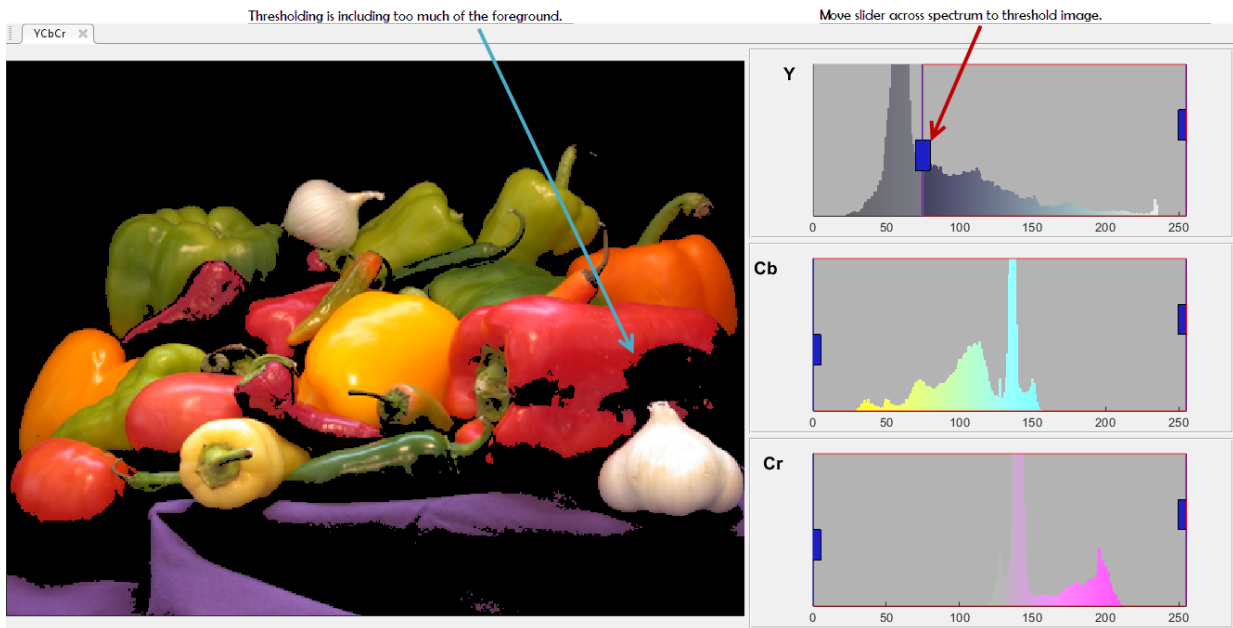 Thresholding is including too much of the foreground.
Move slider across spectrum to threshold image.
YCbCr
Y
0 50 100 150 200 250
Cb
0 50 100 150 200 250
Cr
0 50 100 150 200 250